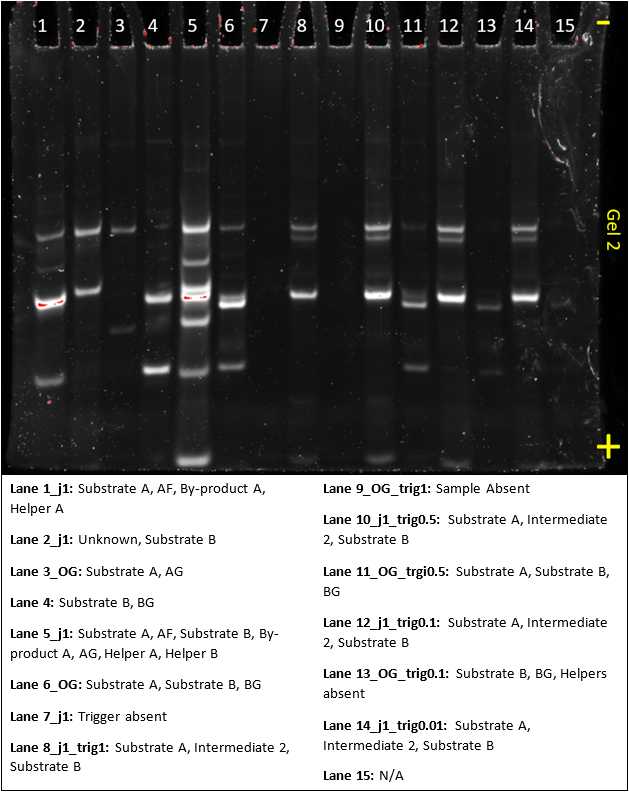 1 2 3 4 5 6 7 8 9 10 11 12 13 14 15
-
Gel 2
+
Lane 1_j1: Substrate A, AF, By-product A,
Helper A
Lane 2_j1: Unknown, Substrate B
Lane 3_OG: Substrate A, AG
Lane 4: Substrate B, BG
Lane 5_j1: Substrate A, AF, Substrate B, By-
product A, AG, Helper A, Helper B
Lane 6_OG: Substrate A, Substrate B, BG
Lane 7_j1: Trigger absent
Lane 8_j1_trig1: Substrate A, Intermediate 2,
Substrate B
Lane 9_OG_trig1: Sample Absent
Lane 10_j1_trig0.5: Substrate A, Intermediate
2, Substrate B
Lane 11_OG_trgi0.5: Substrate A, Substrate B,
BG
Lane 12_j1_trig0.1: Substrate A, Intermediate
2, Substrate B
Lane 13_OG_trig0.1: Substrate B, BG, Helpers
absent
Lane 14_j1_trig0.01: Substrate A,
Intermediate 2, Substrate B
Lane 15: N/A